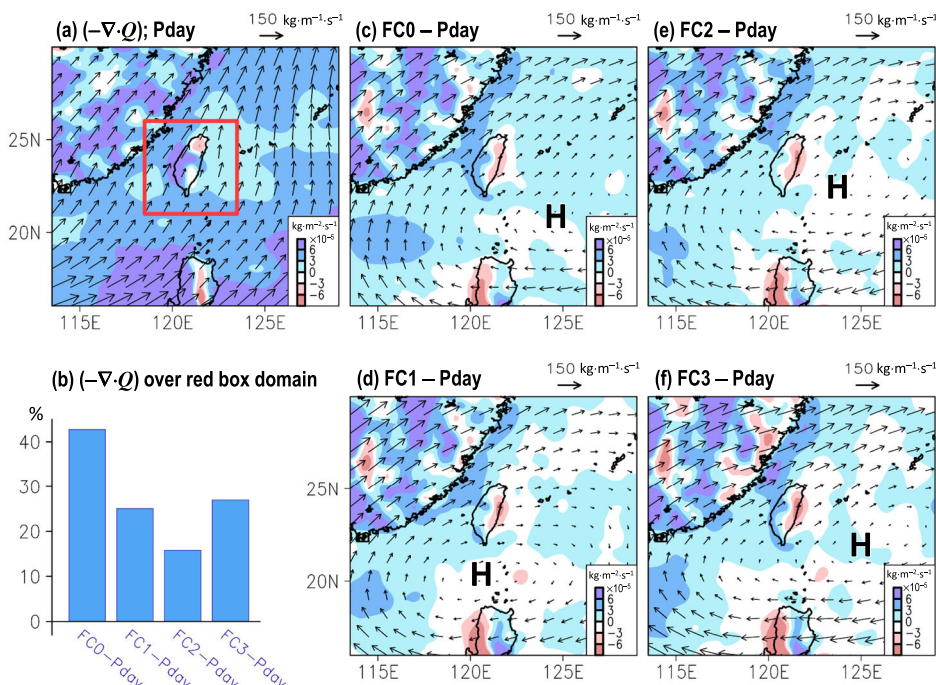 (a) (−∇·Q); Pday
150 kg·m⁻¹·s⁻¹
25N
20N
115E 120E 125E
kg·m⁻²·s⁻¹
×10⁻⁵
6
3
0
−3
−6
(c) FC0 – Pday
150 kg·m⁻¹·s⁻¹
H
115E 120E 125E
kg·m⁻²·s⁻¹
×10⁻⁵
6
3
0
−3
−6
(e) FC2 – Pday
150 kg·m⁻¹·s⁻¹
H
115E 120E 125E
kg·m⁻²·s⁻¹
×10⁻⁵
6
3
0
−3
−6
(b) (−∇·Q) over red box domain
%
40
30
20
10
0
FC0–Pday
FC1–Pday
FC2–Pday
FC3–Pday
(d) FC1 – Pday
150 kg·m⁻¹·s⁻¹
25N
20N
H
115E 120E 125E
kg·m⁻²·s⁻¹
×10⁻⁵
6
3
0
−3
−6
(f) FC3 – Pday
150 kg·m⁻¹·s⁻¹
H
115E 120E 125E
kg·m⁻²·s⁻¹
×10⁻⁵
6
3
0
−3
−6